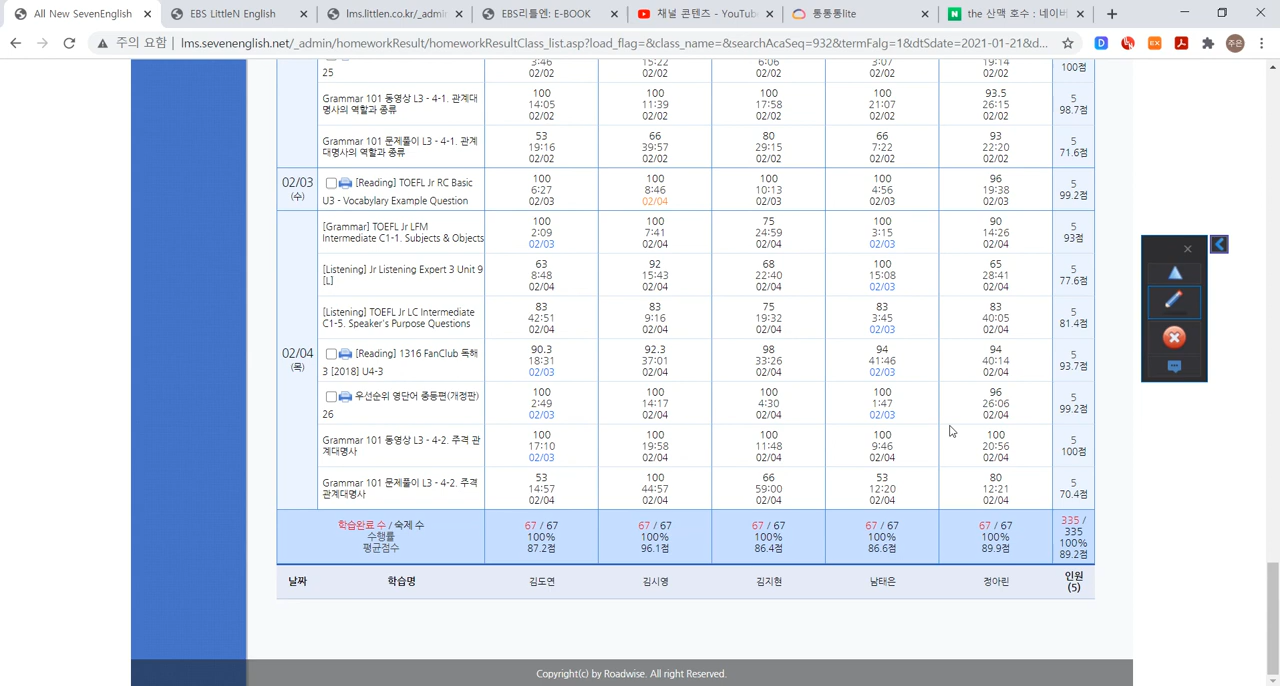 All New SevenEnglish
EBS LittleN English
lms.littlen.co.kr/_admi
EBS리틀엔: E-BOOK
채널 콘텐츠 - YouTub
통통통lite
the 산맥 호수 : 네이버
주의 요함 | lms.sevenenglish.net/_admin/homeworkResult/homeworkResultClass_list.asp?load_flag=&class_name=&searchAcaSeq=932&termFalg=1&dtSdate=2021-01-21&d...
주은
25 3:46 15:22 6:06 3:07 19:14 100점
02/02 02/02 02/02 02/02 02/02
Grammar 101 동영상 L3 - 4-1. 관계대 100 100 100 100 93.5 5
명사의 역할과 종류 14:05 11:39 17:58 21:07 26:15 98.7점
02/02 02/02 02/02 02/02 02/02
Grammar 101 문제풀이 L3 - 4-1. 관계 53 66 80 66 93 5
대명사의 역할과 종류 19:16 39:57 29:15 7:22 22:20 71.6점
02/02 02/02 02/02 02/02 02/02
02/03 [Reading] TOEFL Jr RC Basic 100 100 100 100 96 5
(수) U3 - Vocabylary Example Question 6:27 8:46 10:13 4:56 19:38 99.2점
02/03 02/04 02/03 02/03 02/03
[Grammar] TOEFL Jr LFM 100 100 75 100 90 5
Intermediate C1-1. Subjects & Objects 2:09 7:41 24:59 3:15 14:26 93점
02/03 02/04 02/04 02/03 02/04
[Listening] Jr Listening Expert 3 Unit 9 63 92 68 100 65 5
[L] 8:48 15:43 22:40 15:08 28:41 77.6점
02/04 02/04 02/04 02/03 02/04
[Listening] TOEFL Jr LC Intermediate 83 83 75 83 83 5
C1-5. Speaker's Purpose Questions 42:51 9:16 19:32 3:45 40:05 81.4점
02/04 02/04 02/04 02/03 02/04
02/04 [Reading] 1316 FanClub 독해 90.3 92.3 98 94 94 5
(목) 3 [2018] U4-3 18:31 37:01 33:26 41:46 40:14 93.7점
02/03 02/04 02/04 02/03 02/04
우선순위 영단어 중등편(개정판) 100 100 100 100 96 5
26 2:49 14:17 4:30 1:47 26:06 99.2점
02/03 02/04 02/04 02/03 02/04
Grammar 101 동영상 L3 - 4-2. 주격 관 100 100 100 100 100 5
계대명사 17:10 19:58 11:48 9:46 20:56 100점
02/03 02/04 02/04 02/04 02/04
Grammar 101 문제풀이 L3 - 4-2. 주격 53 100 66 53 80 5
관계대명사 14:57 44:57 59:00 12:20 12:21 70.4점
02/04 02/04 02/04 02/04 02/04
학습완료 수 / 숙제 수 67 / 67 67 / 67 67 / 67 67 / 67 67 / 67 335 / 335
수행률 100% 100% 100% 100% 100% 100%
평균점수 87.2점 96.1점 86.4점 86.6점 89.9점 89.2점
날짜 학습명 김도연 김시영 김지현 남태은 정아린 인원 (5)
Copyright(c) by Roadwise. All right Reserved.